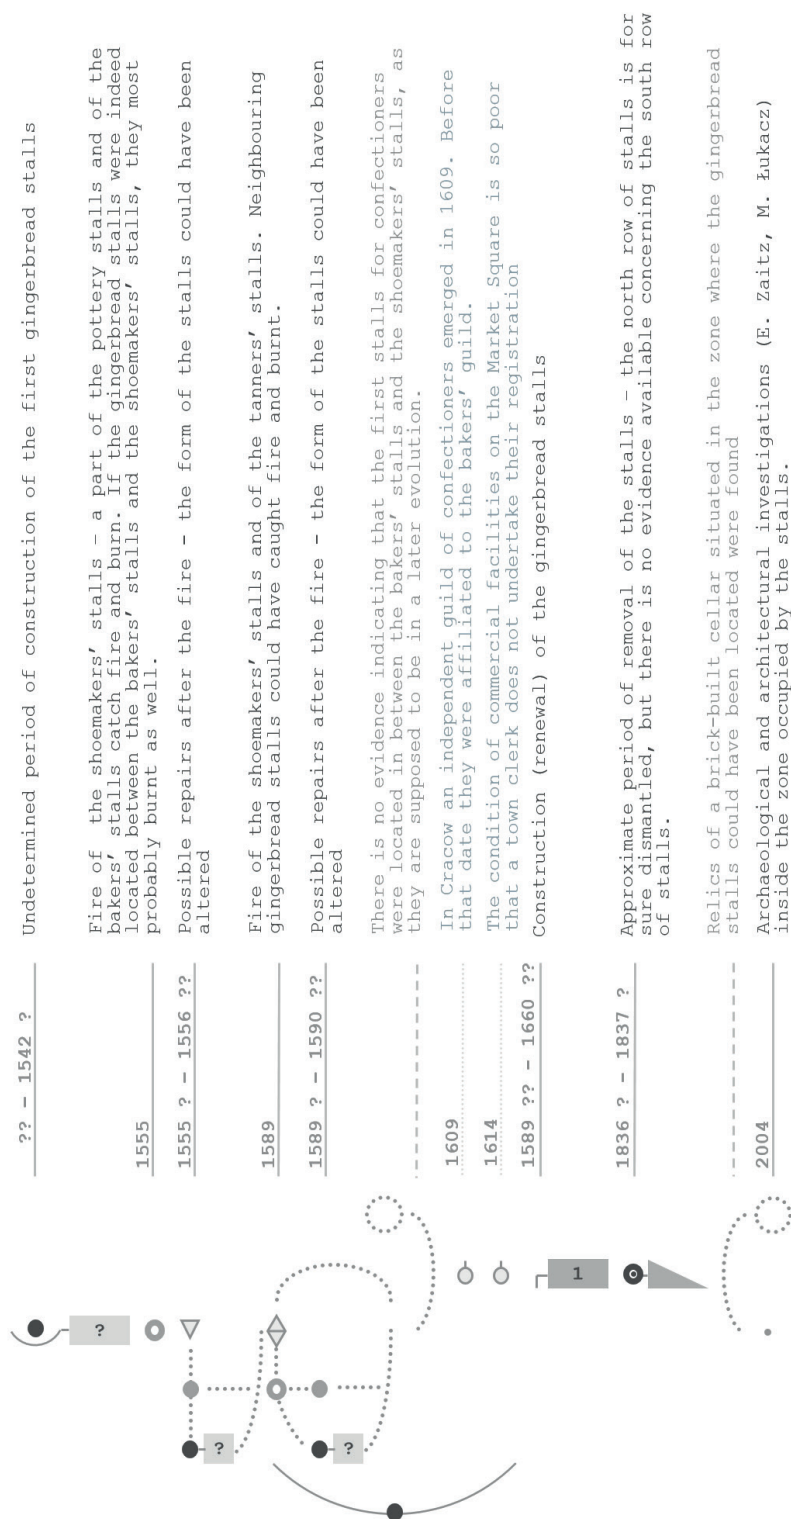 ?? – 1542 ?
Undetermined period of construction of the first gingerbread stalls
1555
Fire of the shoemakers' stalls – a part of the pottery stalls and of the
bakers' stalls catch fire and burn. If the gingerbread stalls were indeed
located between the bakers' stalls and the shoemakers' stalls, they most
probably burnt as well.
1555 ? – 1556 ??
Possible repairs after the fire – the form of the stalls could have been
altered
1589
Fire of the shoemakers' stalls and of the tanners' stalls. Neighbouring
gingerbread stalls could have caught fire and burnt.
1589 ? – 1590 ??
Possible repairs after the fire – the form of the stalls could have been
altered
There is no evidence indicating that the first stalls for confectioners
were located in between the bakers' stalls and the shoemakers' stalls, as
they are supposed to be in a later evolution.
1609
In Cracow an independent guild of confectioners emerged in 1609. Before
that date they were affiliated to the bakers' guild.
1614
The condition of commercial facilities on the Market Square is so poor
that a town clerk does not undertake their registration
1589 ?? – 1660 ??
Construction (renewal) of the gingerbread stalls
1836 ? – 1837 ?
Approximate period of removal of the stalls – the north row of stalls is for
sure dismantled, but there is no evidence available concerning the south row
of stalls.
Relics of a brick-built cellar situated in the zone where the gingerbread
stalls could have been located were found
2004
Archaeological and architectural investigations (E. Zaitz, M. Łukacz)
inside the zone occupied by the stalls.
?
?
?
1